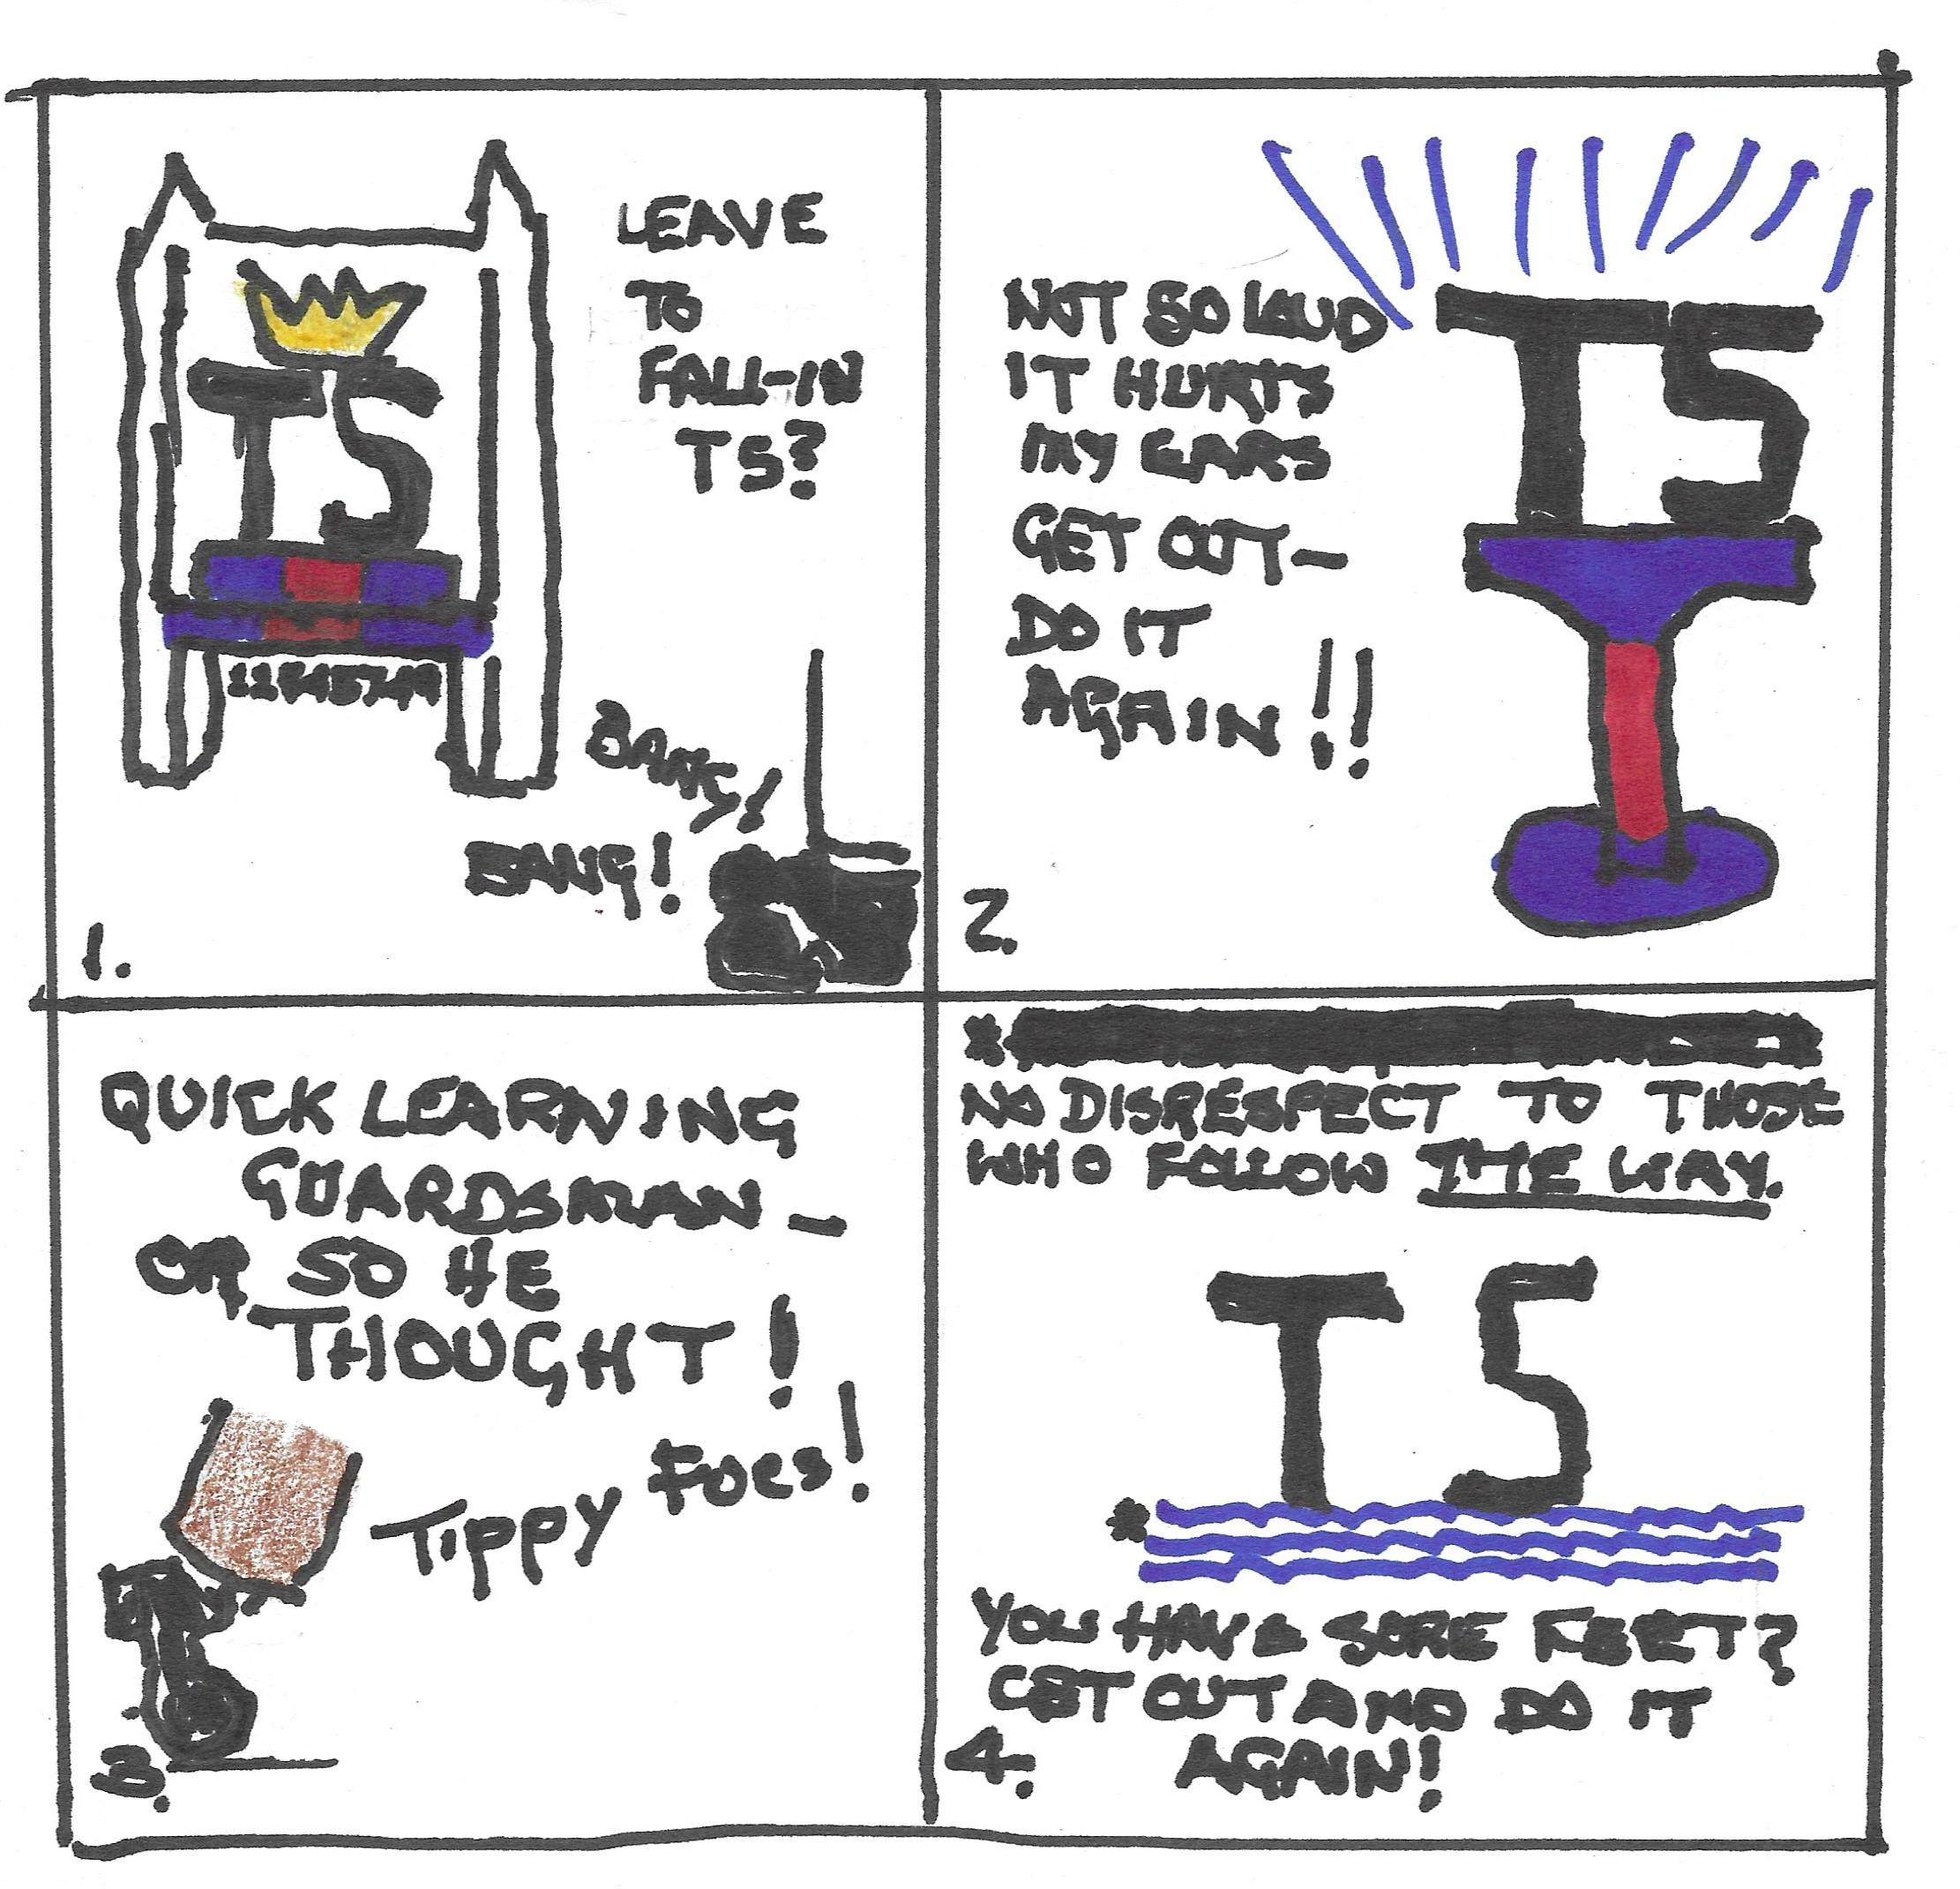 LEAVE
TO
FALL-IN
TS?
TS
BANG!
BANG!
1.
NOT SO LOUD
IT HURTS
MY EARS
GET OUT-
DO IT
AGAIN!!
TS
2.
QUICK LEARNING
GUARDSMAN-
OR SO HE
THOUGHT!
TIPPY TOES!
3.
*
NO DISRESPECT TO THOSE
WHO FOLLOW THE WAY.
TS
*
YOU HAVE SORE FEET?
GET OUT AND DO IT
AGAIN!
4.